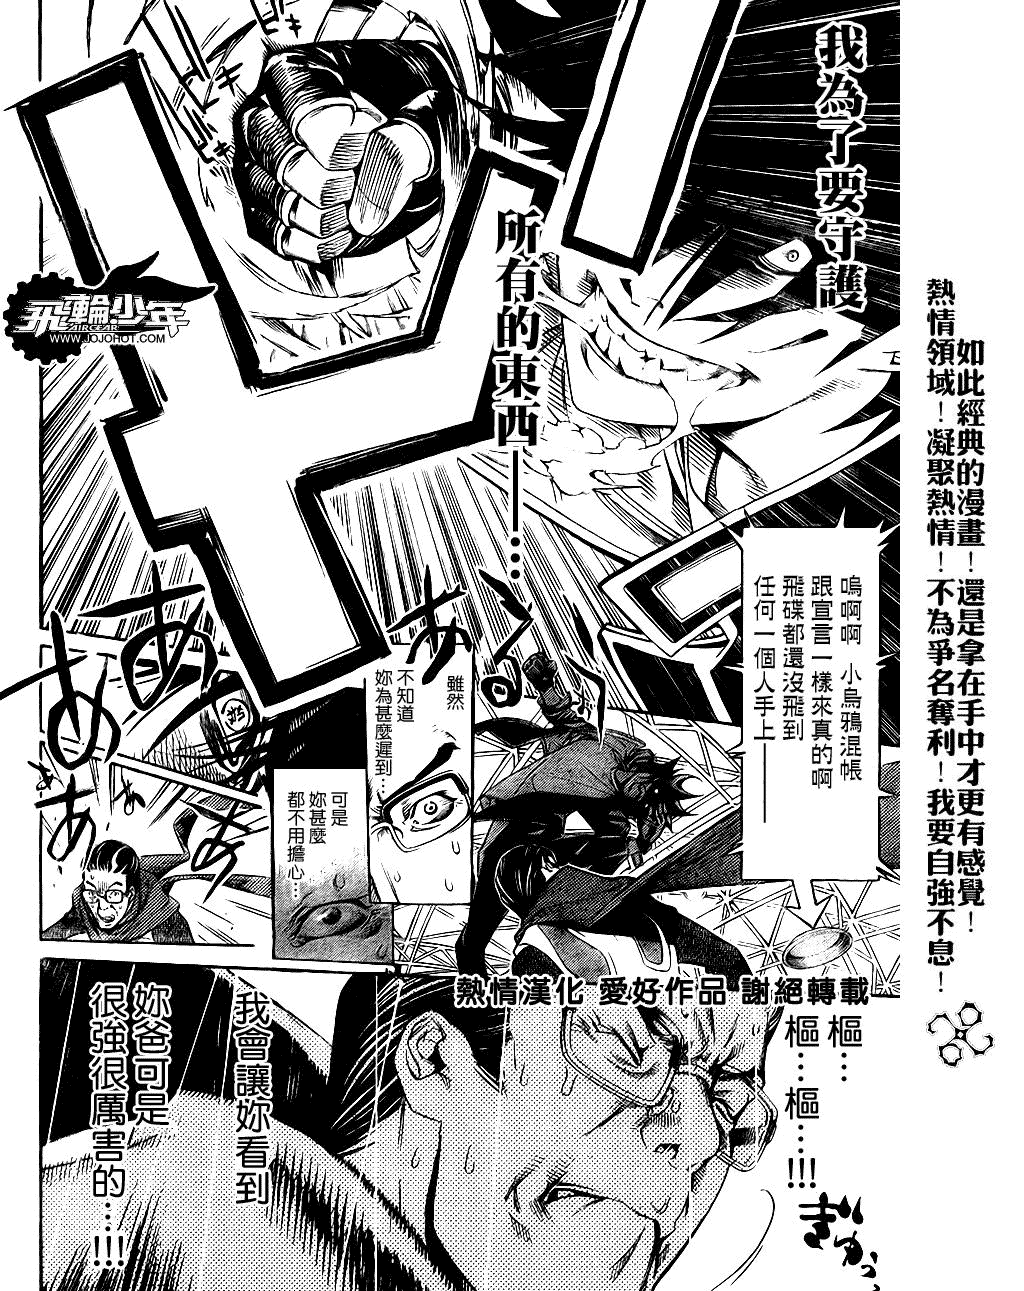 我為了要守護
所有的東西——……
飛輪少年
AIRGEAR
WWW.JOJOHOT.COM
如此經典的漫畫！還是拿在手中才更有感覺！
熱情領域！凝聚熱情！不為爭名奪利！我要自強不息！
嗚啊啊 小烏鴉混帳
跟宣言一樣來真的啊
飛碟都還沒飛到
任何一個人手上——
雖然
不知道
妳為甚麼遲到…
可是
妳甚麼
都不用擔心…
熱情漢化 愛好作品 謝絕轉載
樞…
樞…樞…!!!
我會讓妳看到
妳爸可是
很強很厲害的……!!!
ぎゅっ